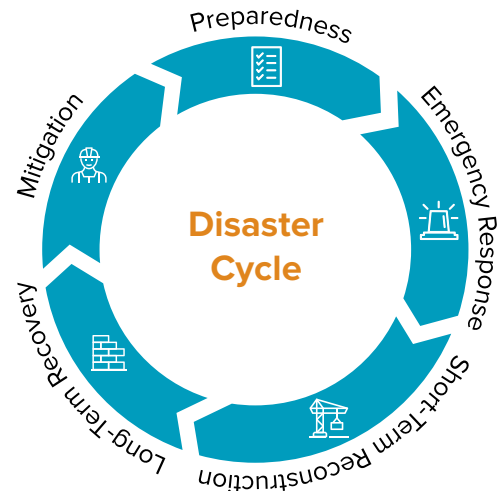 Preparedness
Emergency Response
Short-Term Reconstruction
Long-Term Recovery
Mitigation
Disaster
Cycle